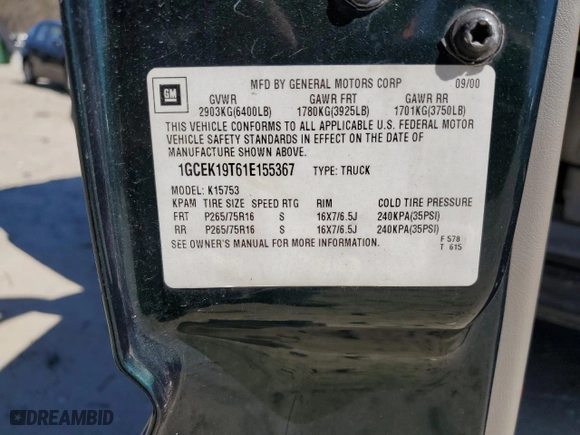 MFD BY GENERAL MOTORS CORP 09/00
GM
GVWR GAWR FRT GAWR RR
2903KG(6400LB) 1780KG(3925LB) 1701KG(3750LB)
THIS VEHICLE CONFORMS TO ALL APPLICABLE U.S. FEDERAL MOTOR
VEHICLE SAFETY STANDARDS IN EFFECT ON THE DATE OF
MANUFACTURE SHOWN ABOVE.
1GCEK19T61E155367 TYPE: TRUCK
MODEL: K15753
KPAM TIRE SIZE SPEED RTG RIM COLD TIRE PRESSURE
FRT P265/75R16 S 16X7/6.5J 240KPA(35PSI)
RR P265/75R16 S 16X7/6.5J 240KPA(35PSI)
SEE OWNER'S MANUAL FOR MORE INFORMATION.
F 578
T 615
DREAMBID